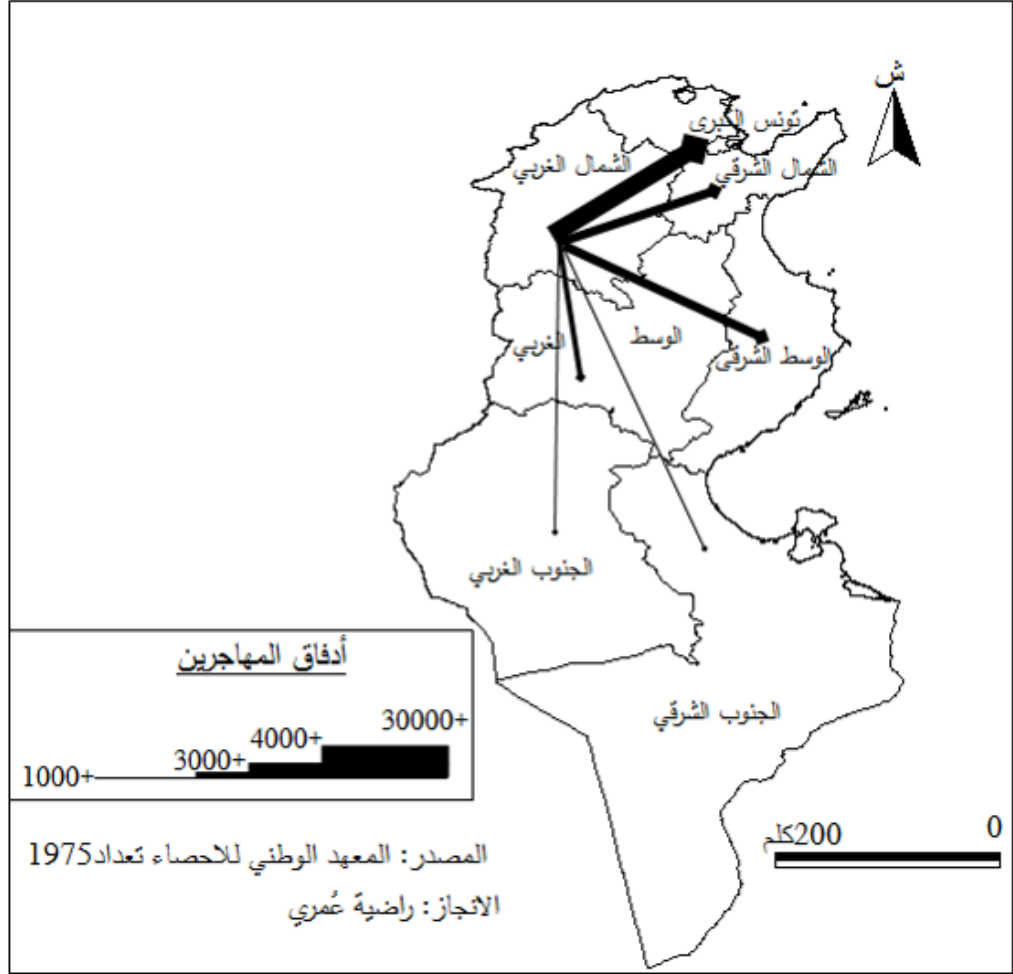 ش
تونس الكبرى
الشمال الغربي
الشمال الشرقي
الوسط
الغربي
الوسط الشرقي
الجنوب الغربي
الجنوب الشرقي
أدفاق المهاجرين
30000+
4000+
3000+
1000+
0
200كلم
المصدر: المعهد الوطني للاحصاء تعداد1975
الانجاز: راضية عُمري